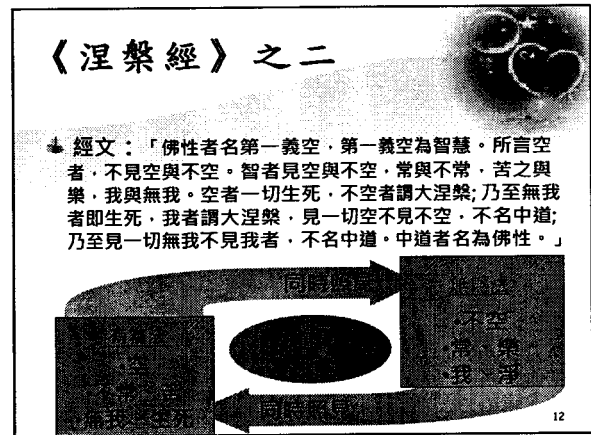 《涅槃經》之二
經文：「佛性者名第一義空，第一義空為智慧。所言空
者，不見空與不空。智者見空與不空，常與不常，苦之與
樂，我與無我。空者一切生死，不空者謂大涅槃; 乃至無我
者即生死，我者謂大涅槃，見一切空不見不空，不名中道;
乃至見一切無我不見我者，不名中道。中道者名為佛性。」
同時照見
不空
常、樂
我、淨
空
無我 生死
同時照見
12